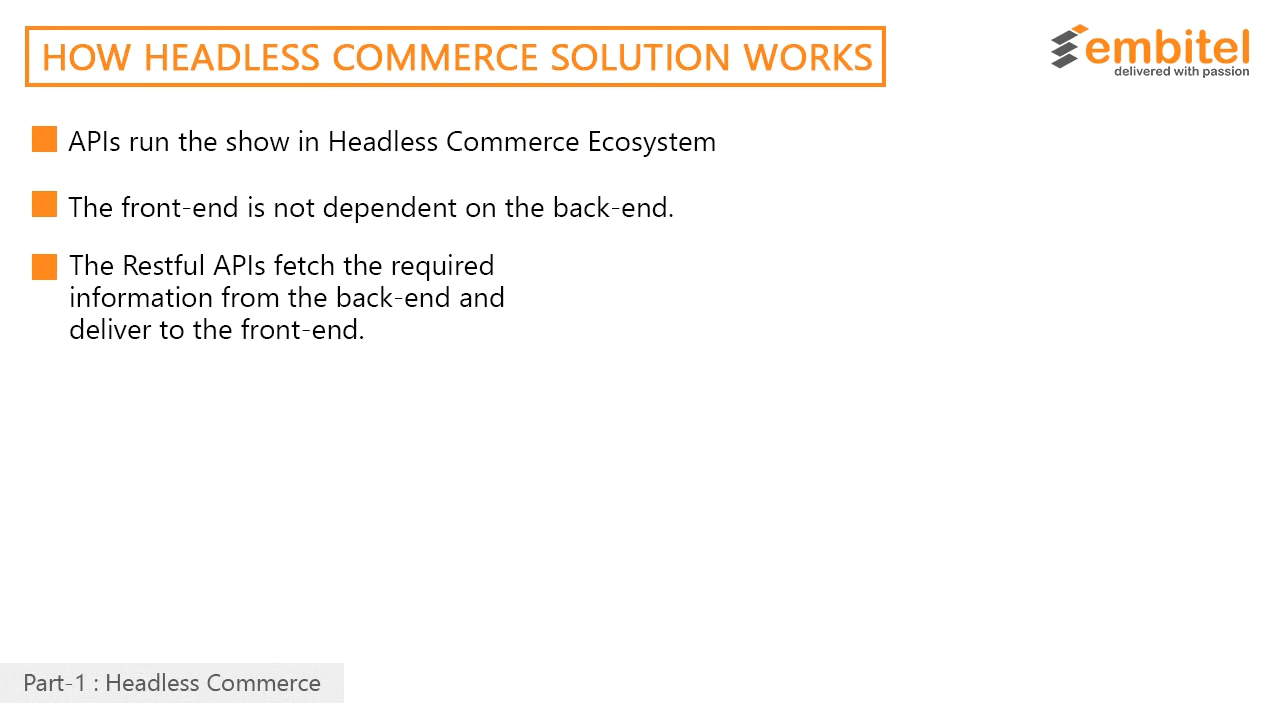 HOW HEADLESS COMMERCE SOLUTION WORKS
embitel
delivered with passion
APIs run the show in Headless Commerce Ecosystem
The front-end is not dependent on the back-end.
The Restful APIs fetch the required
information from the back-end and
deliver to the front-end.
Part-1 : Headless Commerce